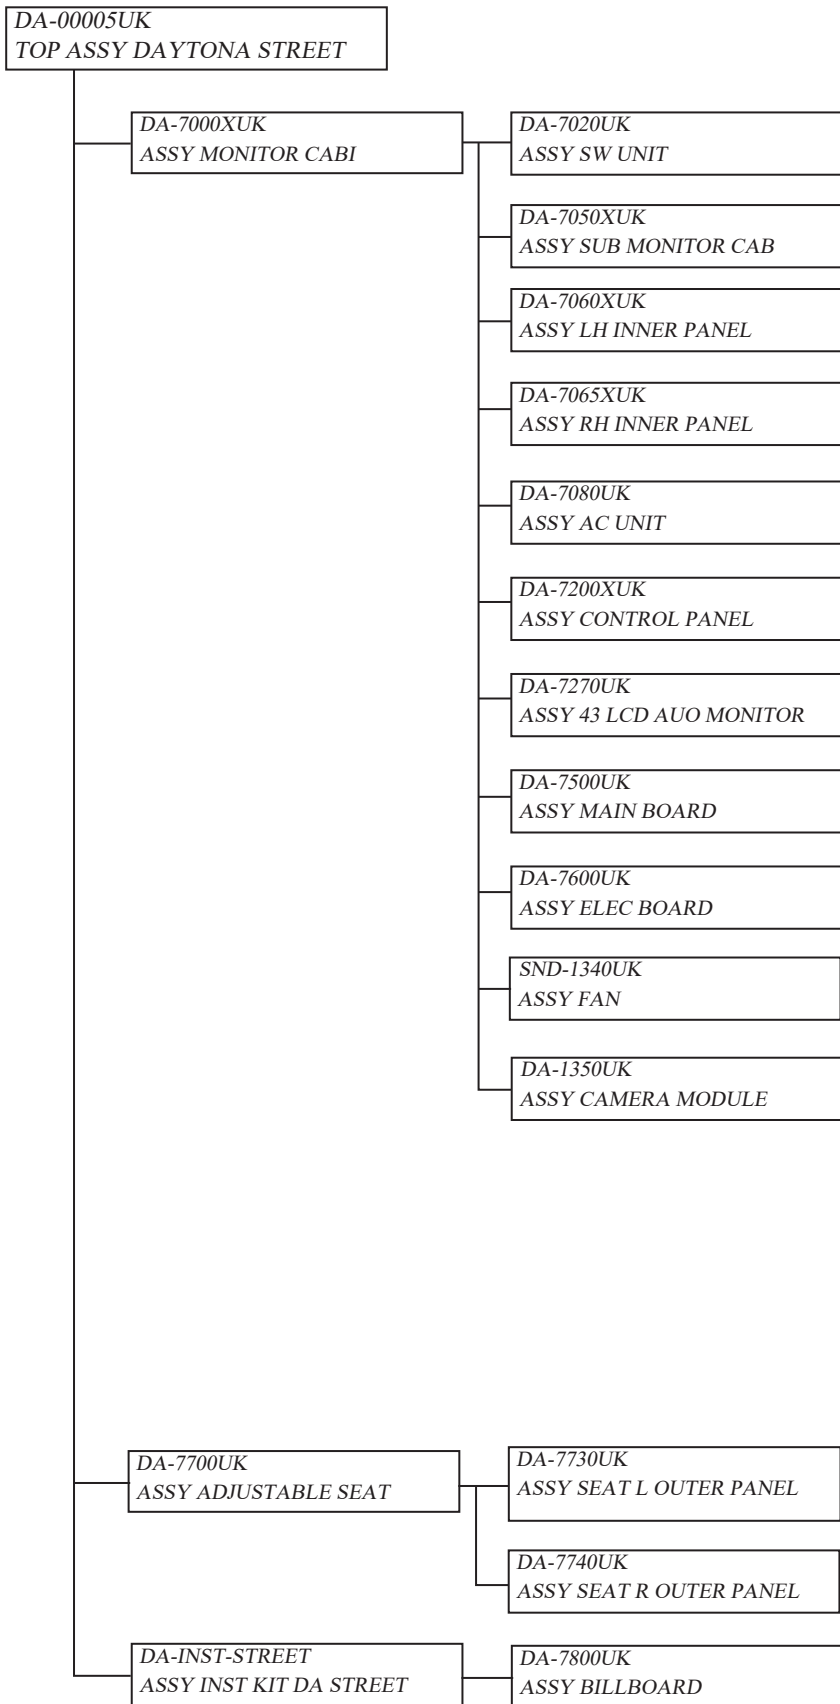 DA-00005UK
TOP ASSY DAYTONA STREET
DA-7000XUK
ASSY MONITOR CABI
DA-7020UK
ASSY SW UNIT
DA-7050XUK
ASSY SUB MONITOR CAB
DA-7060XUK
ASSY LH INNER PANEL
DA-7065XUK
ASSY RH INNER PANEL
DA-7080UK
ASSY AC UNIT
DA-7200XUK
ASSY CONTROL PANEL
DA-7270UK
ASSY 43 LCD AUO MONITOR
DA-7500UK
ASSY MAIN BOARD
DA-7600UK
ASSY ELEC BOARD
SND-1340UK
ASSY FAN
DA-1350UK
ASSY CAMERA MODULE
DA-7700UK
ASSY ADJUSTABLE SEAT
DA-7730UK
ASSY SEAT L OUTER PANEL
DA-7740UK
ASSY SEAT R OUTER PANEL
DA-INST-STREET
ASSY INST KIT DA STREET
DA-7800UK
ASSY BILLBOARD